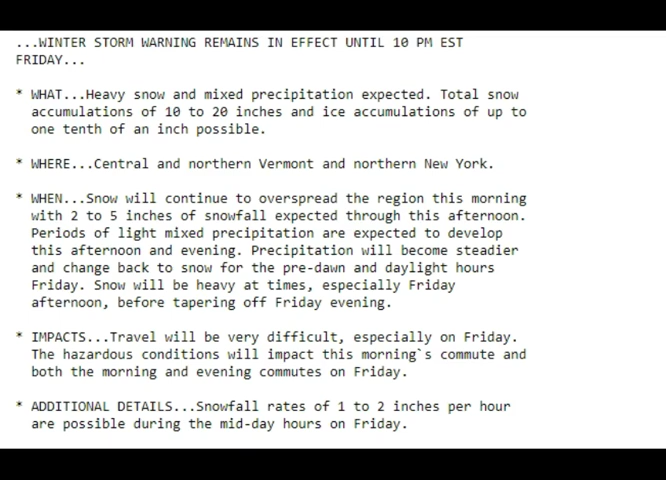 ...WINTER STORM WARNING REMAINS IN EFFECT UNTIL 10 PM EST
FRIDAY...
* WHAT...Heavy snow and mixed precipitation expected. Total snow
accumulations of 10 to 20 inches and ice accumulations of up to
one tenth of an inch possible.
* WHERE...Central and northern Vermont and northern New York.
* WHEN...Snow will continue to overspread the region this morning
with 2 to 5 inches of snowfall expected through this afternoon.
Periods of light mixed precipitation are expected to develop
this afternoon and evening. Precipitation will become steadier
and change back to snow for the pre-dawn and daylight hours
Friday. Snow will be heavy at times, especially Friday
afternoon, before tapering off Friday evening.
* IMPACTS...Travel will be very difficult, especially on Friday.
The hazardous conditions will impact this morning`s commute and
both the morning and evening commutes on Friday.
* ADDITIONAL DETAILS...Snowfall rates of 1 to 2 inches per hour
are possible during the mid-day hours on Friday.